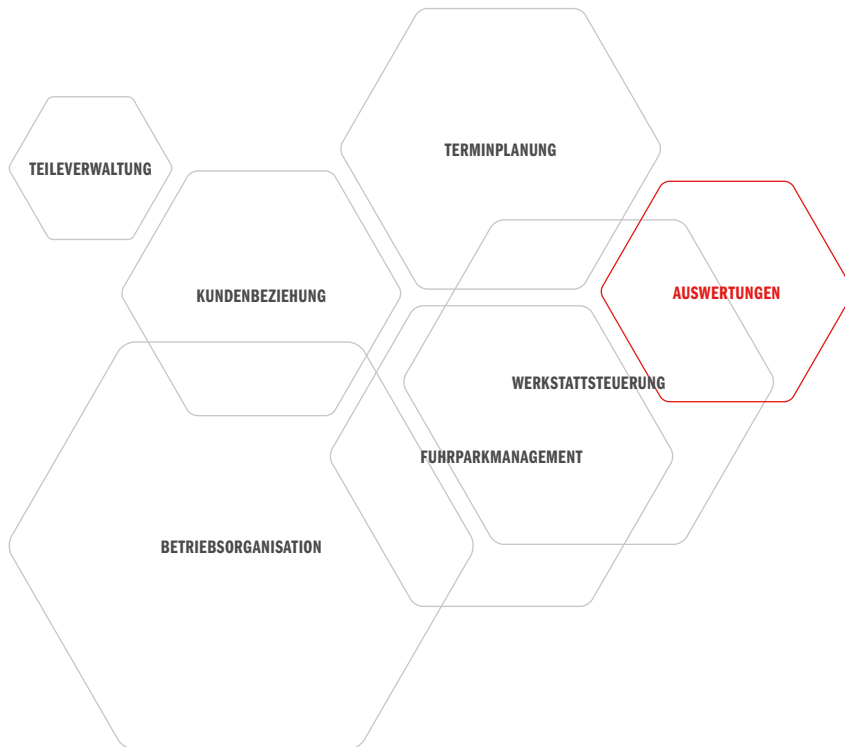 TERMINPLANUNG
TEILEVERWALTUNG
KUNDENBEZIEHUNG
AUSWERTUNGEN
WERKSTATTSTEUERUNG
FUHRPARKMANAGEMENT
BETRIEBSORGANISATION